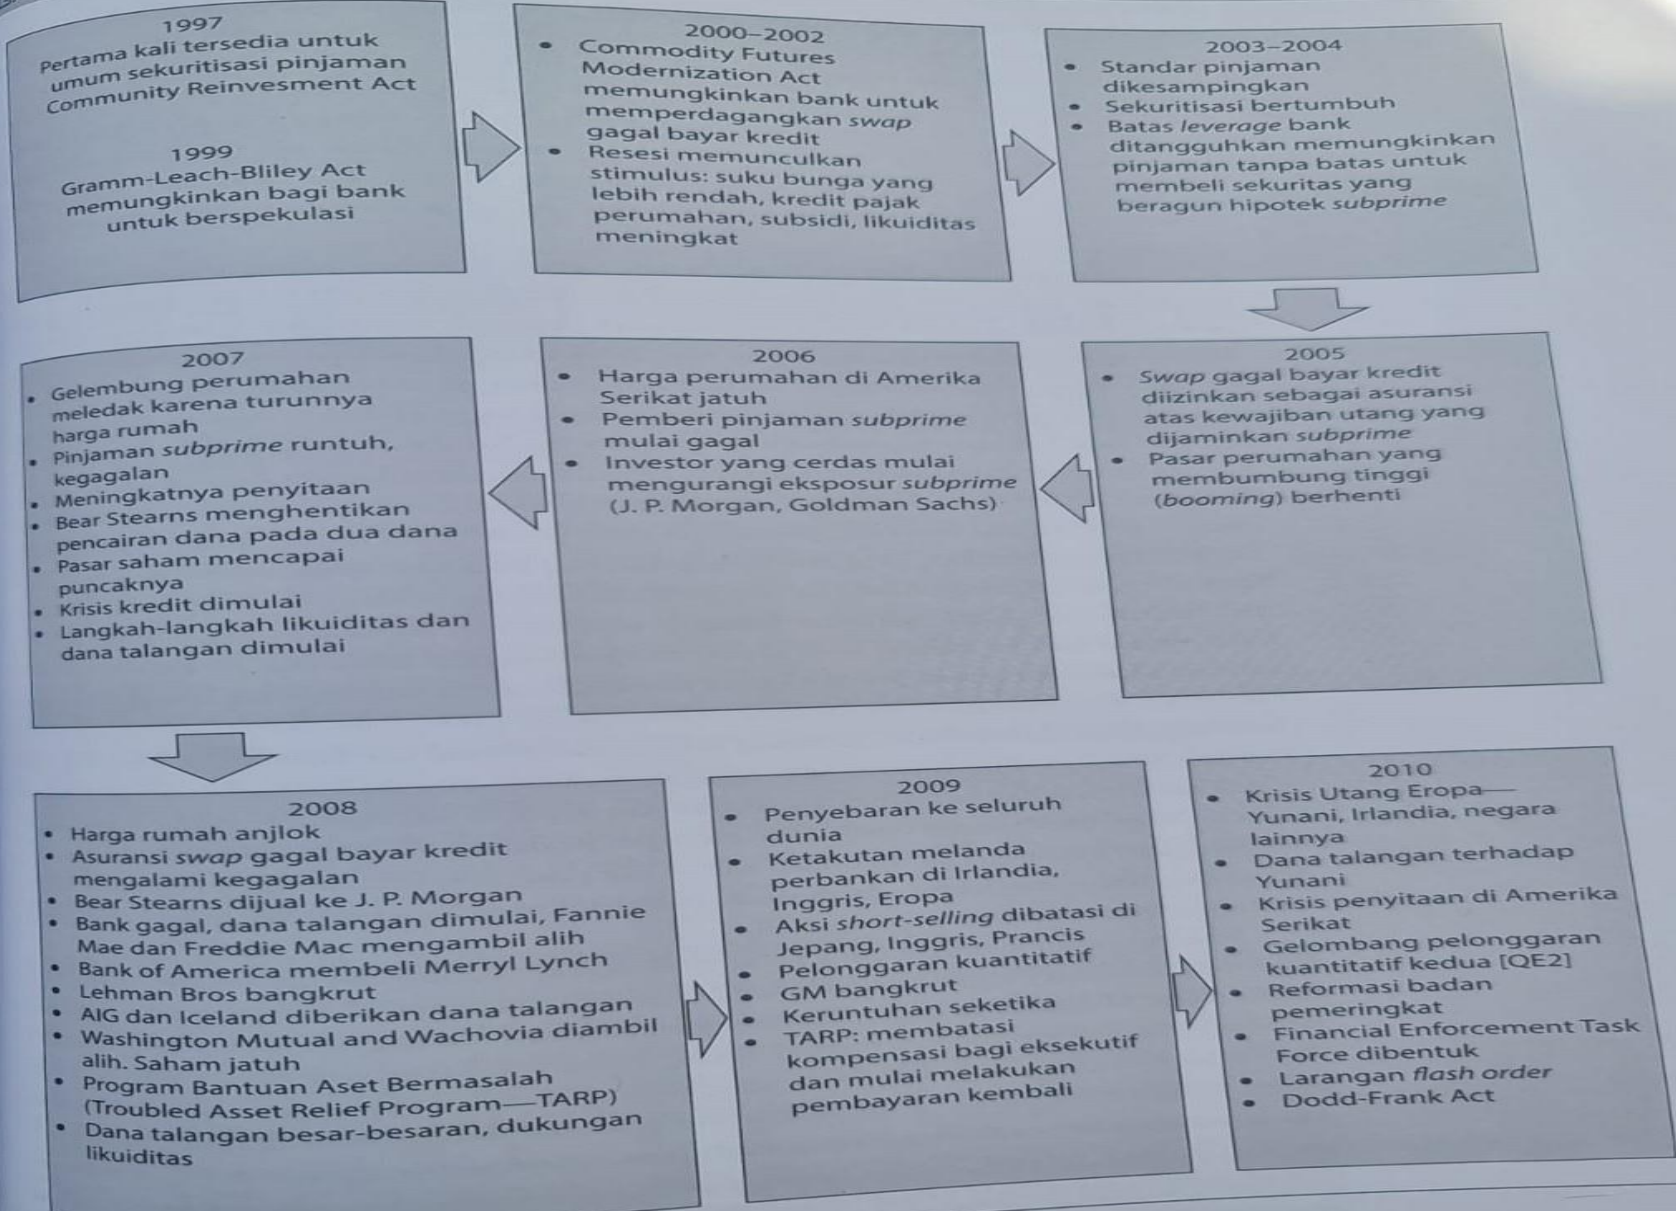 1997
Pertama kali tersedia untuk
umum sekuritisasi pinjaman
Community Reinvesment Act
1999
Gramm-Leach-Bliley Act
memungkinkan bagi bank
untuk berspekulasi
2000–2002
• Commodity Futures
Modernization Act
memungkinkan bank untuk
memperdagangkan swap
gagal bayar kredit
• Resesi memunculkan
stimulus: suku bunga yang
lebih rendah, kredit pajak
perumahan, subsidi, likuiditas
meningkat
2003–2004
• Standar pinjaman
dikesampingkan
• Sekuritisasi bertumbuh
• Batas leverage bank
ditangguhkan memungkinkan
pinjaman tanpa batas untuk
membeli sekuritas yang
beragun hipotek subprime
2005
• Swap gagal bayar kredit
diizinkan sebagai asuransi
atas kewajiban utang yang
dijaminkan subprime
• Pasar perumahan yang
membumbung tinggi
(booming) berhenti
2006
• Harga perumahan di Amerika
Serikat jatuh
• Pemberi pinjaman subprime
mulai gagal
• Investor yang cerdas mulai
mengurangi eksposur subprime
(J. P. Morgan, Goldman Sachs)
2007
• Gelembung perumahan
meledak karena turunnya
harga rumah
• Pinjaman subprime runtuh,
kegagalan
• Meningkatnya penyitaan
• Bear Stearns menghentikan
pencairan dana pada dua dana
• Pasar saham mencapai
puncaknya
• Krisis kredit dimulai
• Langkah-langkah likuiditas dan
dana talangan dimulai
2008
• Harga rumah anjlok
• Asuransi swap gagal bayar kredit
mengalami kegagalan
• Bear Stearns dijual ke J. P. Morgan
• Bank gagal, dana talangan dimulai, Fannie
Mae dan Freddie Mac mengambil alih
• Bank of America membeli Merryl Lynch
• Lehman Bros bangkrut
• AIG dan Iceland diberikan dana talangan
• Washington Mutual and Wachovia diambil
alih. Saham jatuh
• Program Bantuan Aset Bermasalah
(Troubled Asset Relief Program—TARP)
• Dana talangan besar-besaran, dukungan
likuiditas
2009
• Penyebaran ke seluruh
dunia
• Ketakutan melanda
perbankan di Irlandia,
Inggris, Eropa
• Aksi short-selling dibatasi di
Jepang, Inggris, Prancis
• Pelonggaran kuantitatif
• GM bangkrut
• Keruntuhan seketika
• TARP: membatasi
kompensasi bagi eksekutif
dan mulai melakukan
pembayaran kembali
2010
• Krisis Utang Eropa—
Yunani, Irlandia, negara
lainnya
• Dana talangan terhadap
Yunani
• Krisis penyitaan di Amerika
Serikat
• Gelombang pelonggaran
kuantitatif kedua [QE2]
• Reformasi badan
pemeringkat
• Financial Enforcement Task
Force dibentuk
• Larangan flash order
• Dodd-Frank Act